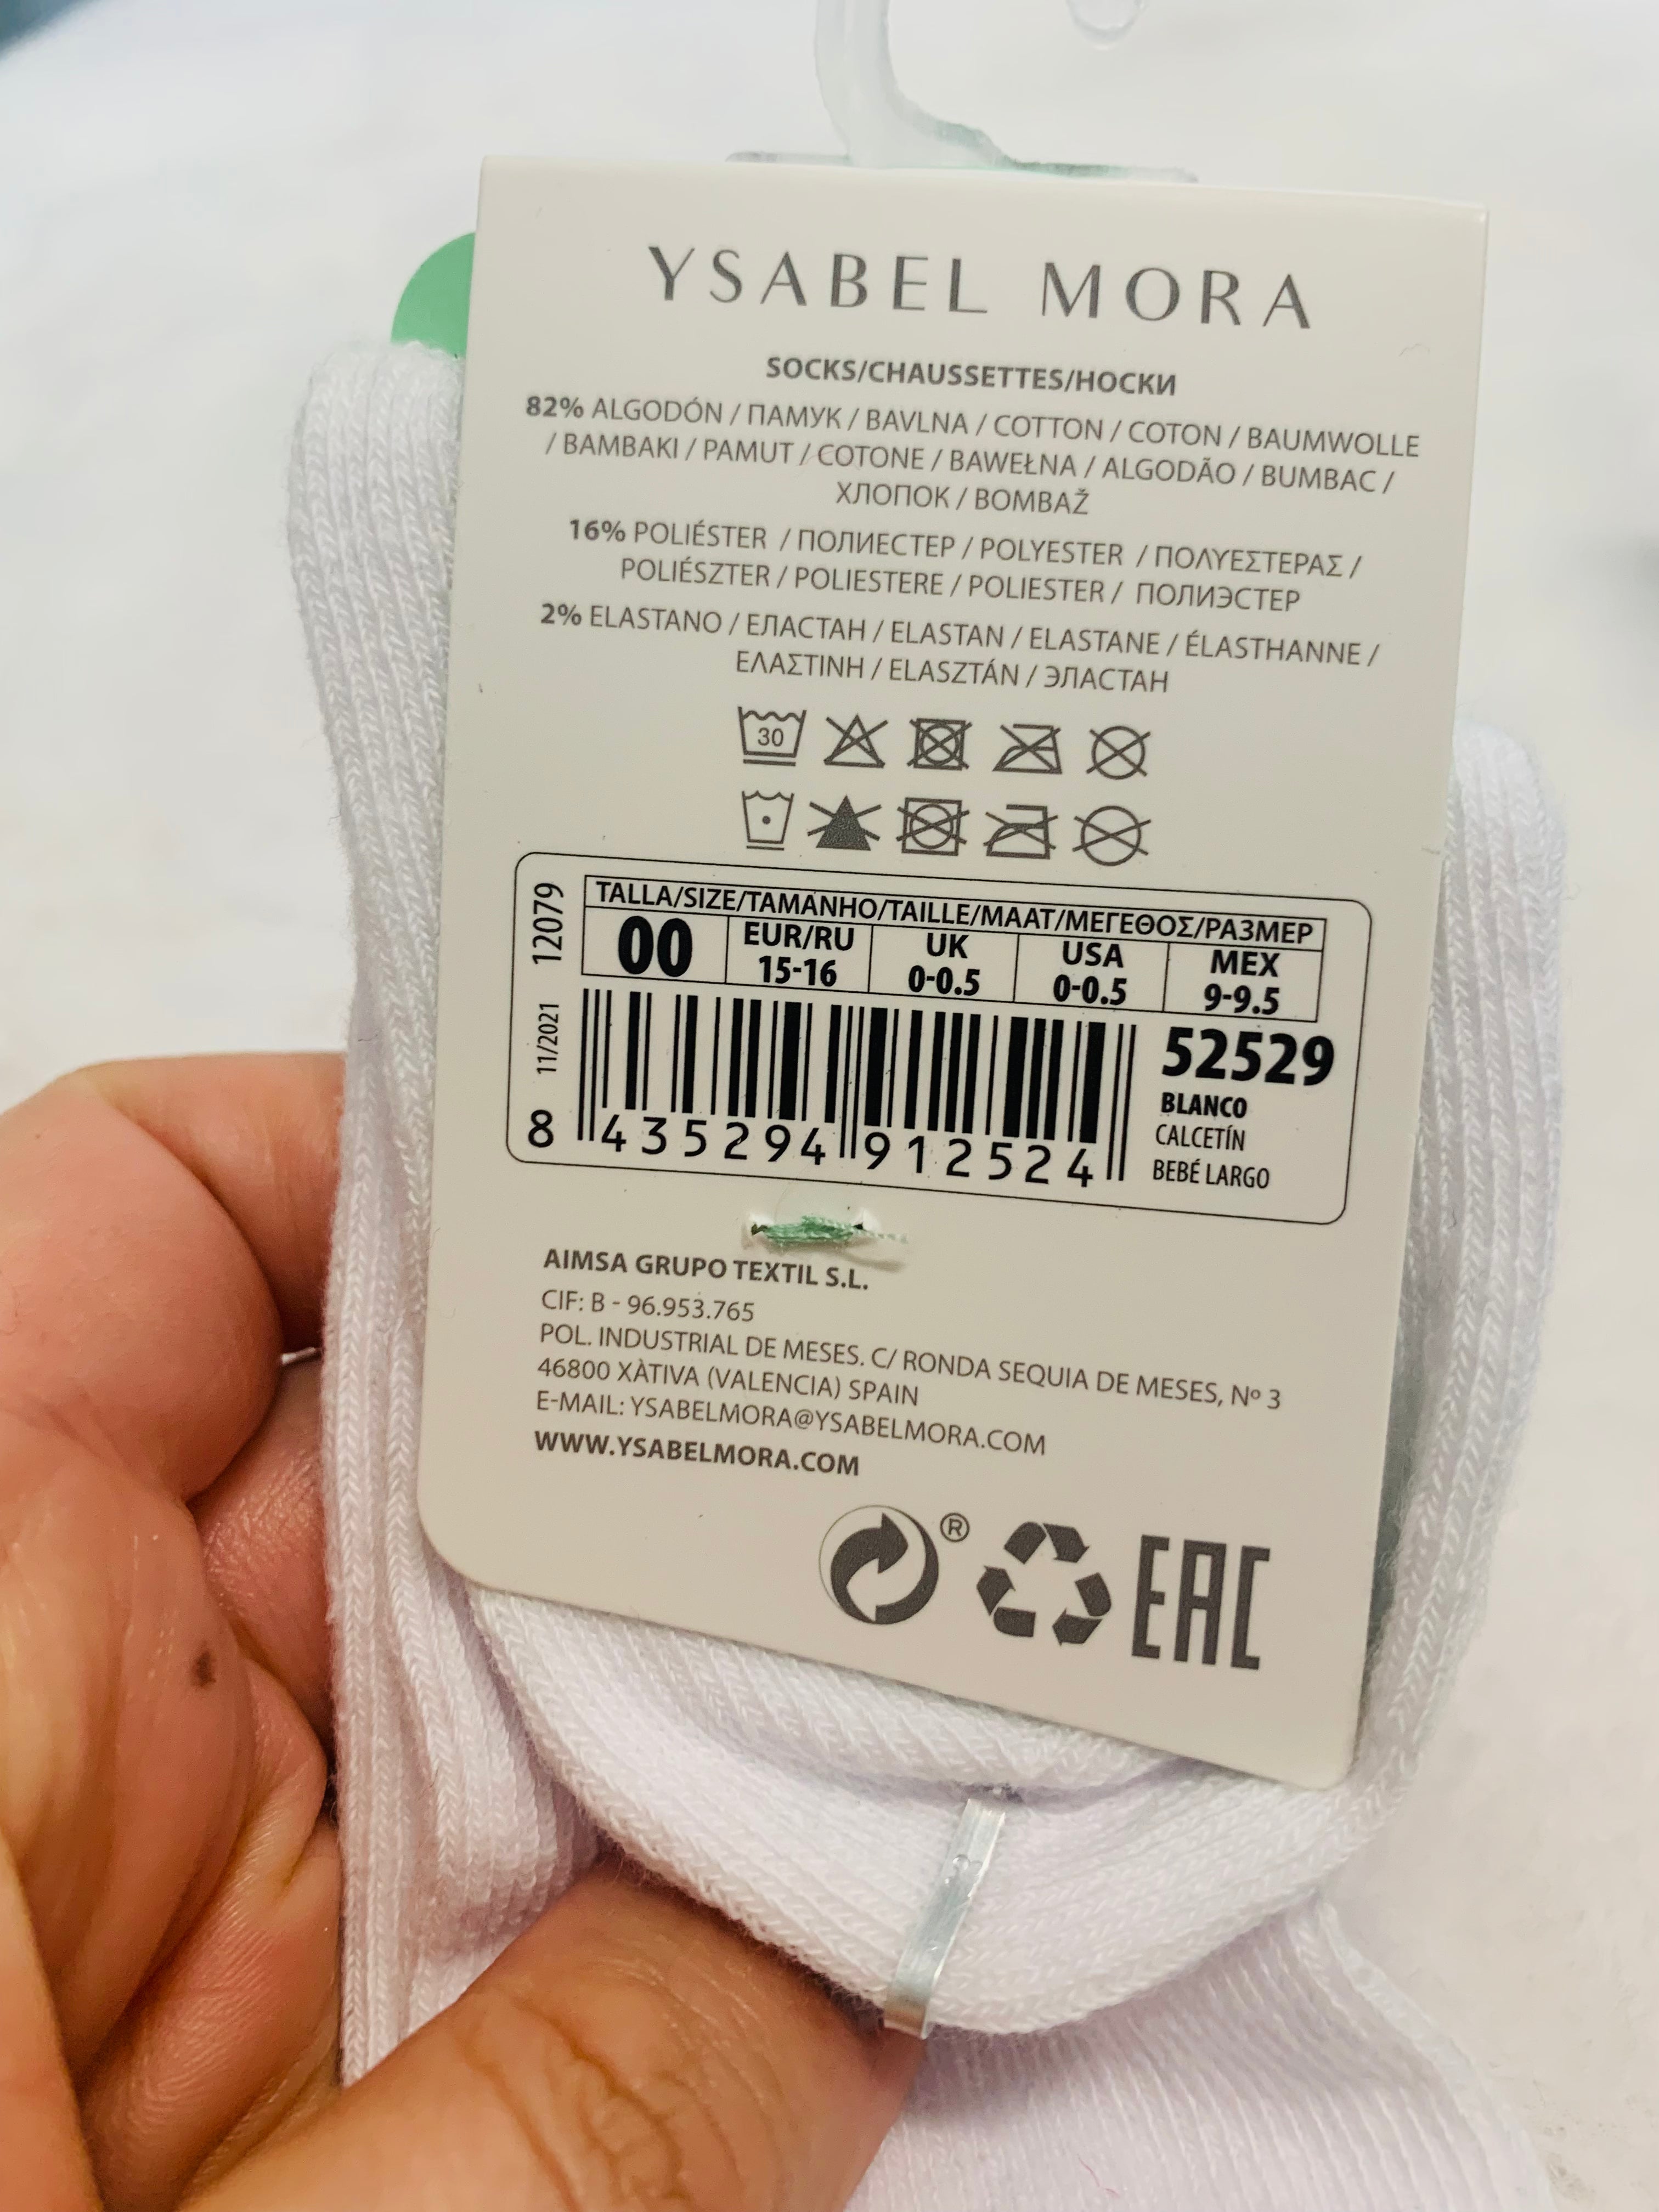 YSABEL MORA
SOCKS/CHAUSSETTES/НОСКИ
82% ALGODÓN / ПАМУК / BAVLNA / COTTON / COTON / BAUMWOLLE
/ BAMBAKI / PAMUT / COTONE / BAWEŁNA / ALGODÃO / BUMBAC /
ХЛОПОК / BOMBAŽ
16% POLIÉSTER / ПОЛИЕСТЕР / POLYESTER / ΠΟΛΥΕΣΤΕΡΑΣ /
POLIÉSZTER / POLIESTERE / POLIESTER / ПОЛИЭСТЕР
2% ELASTANO / ЕЛАСТАН / ELASTAN / ELASTANE / ÉLASTHANNE /
ΕΛΑΣΤΙΝΗ / ELASZTÁN / ЭЛАСТАН
30
12079
11/2021
TALLA/SIZE/TAMANHO/TAILLE/MAAT/ΜΕΓΕΘΟΣ/РАЗМЕР
00 EUR/RU UK USA MEX
15-16 0-0.5 0-0.5 9-9.5
52529
BLANCO
CALCETÍN
BEBÉ LARGO
8 435294 912524
AIMSA GRUPO TEXTIL S.L.
CIF: B - 96.953.765
POL. INDUSTRIAL DE MESES. C/ RONDA SEQUIA DE MESES, Nº 3
46800 XÀTIVA (VALENCIA) SPAIN
E-MAIL: YSABELMORA@YSABELMORA.COM
WWW.YSABELMORA.COM
® EAC